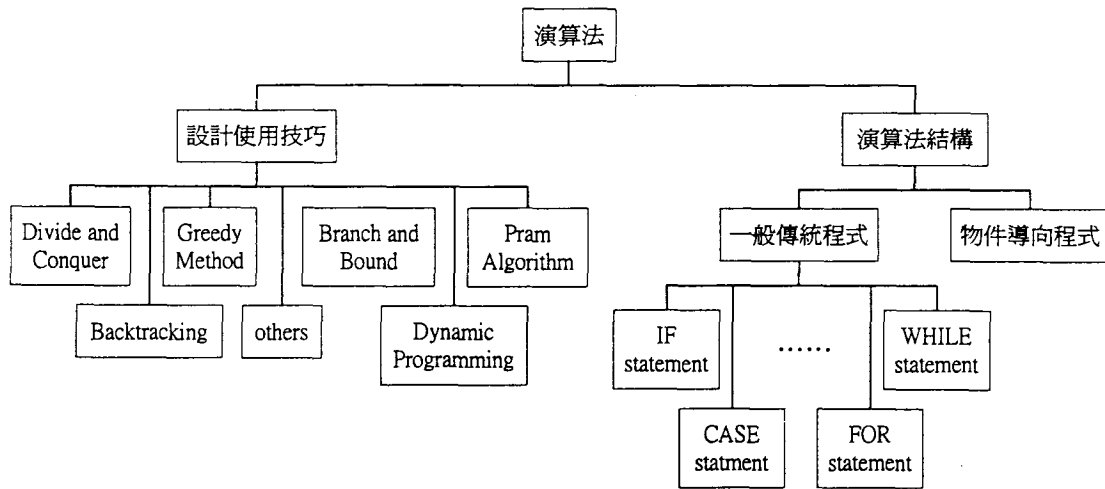 演算法
設計使用技巧
演算法結構
Divide and
Conquer
Greedy
Method
Branch and
Bound
Pram
Algorithm
Backtracking
others
Dynamic
Programming
一般傳統程式
物件導向程式
IF
statement
......
WHILE
statement
CASE
statment
FOR
statement